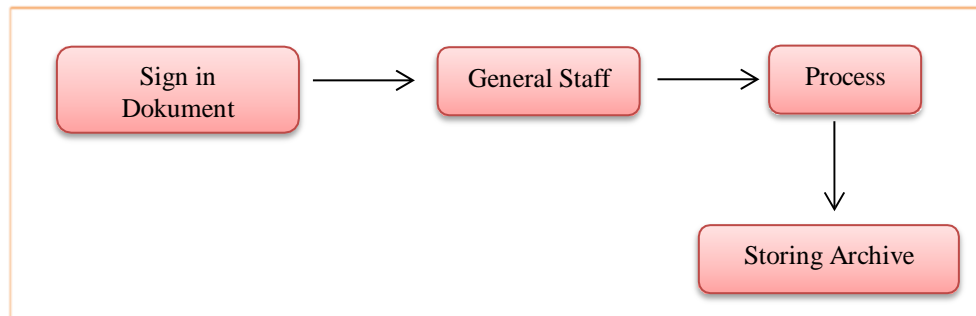 Sign in
Dokument
General Staff
Process
Storing Archive